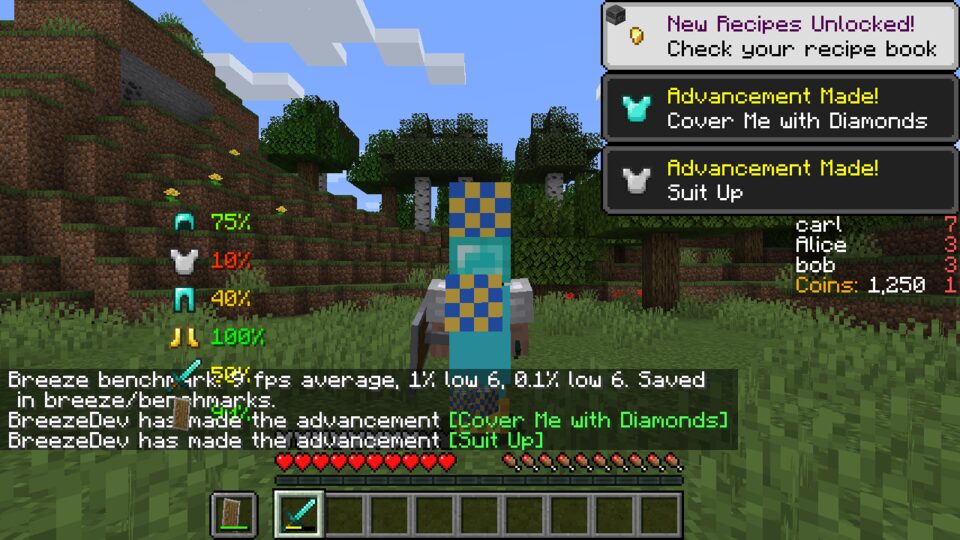 New Recipes Unlocked!
Check your recipe book
Advancement Made!
Cover Me with Diamonds
Advancement Made!
Suit Up
carl 7
Alice 3
bob 3
Coins: 1,250 1
75%
10%
40%
100%
50%
Breeze benchmark: 9 fps average, 1% low 6, 0.1% low 6. Saved
in breeze/benchmarks.
BreezeDev has made the advancement [Cover Me with Diamonds]
BreezeDev has made the advancement [Suit Up]